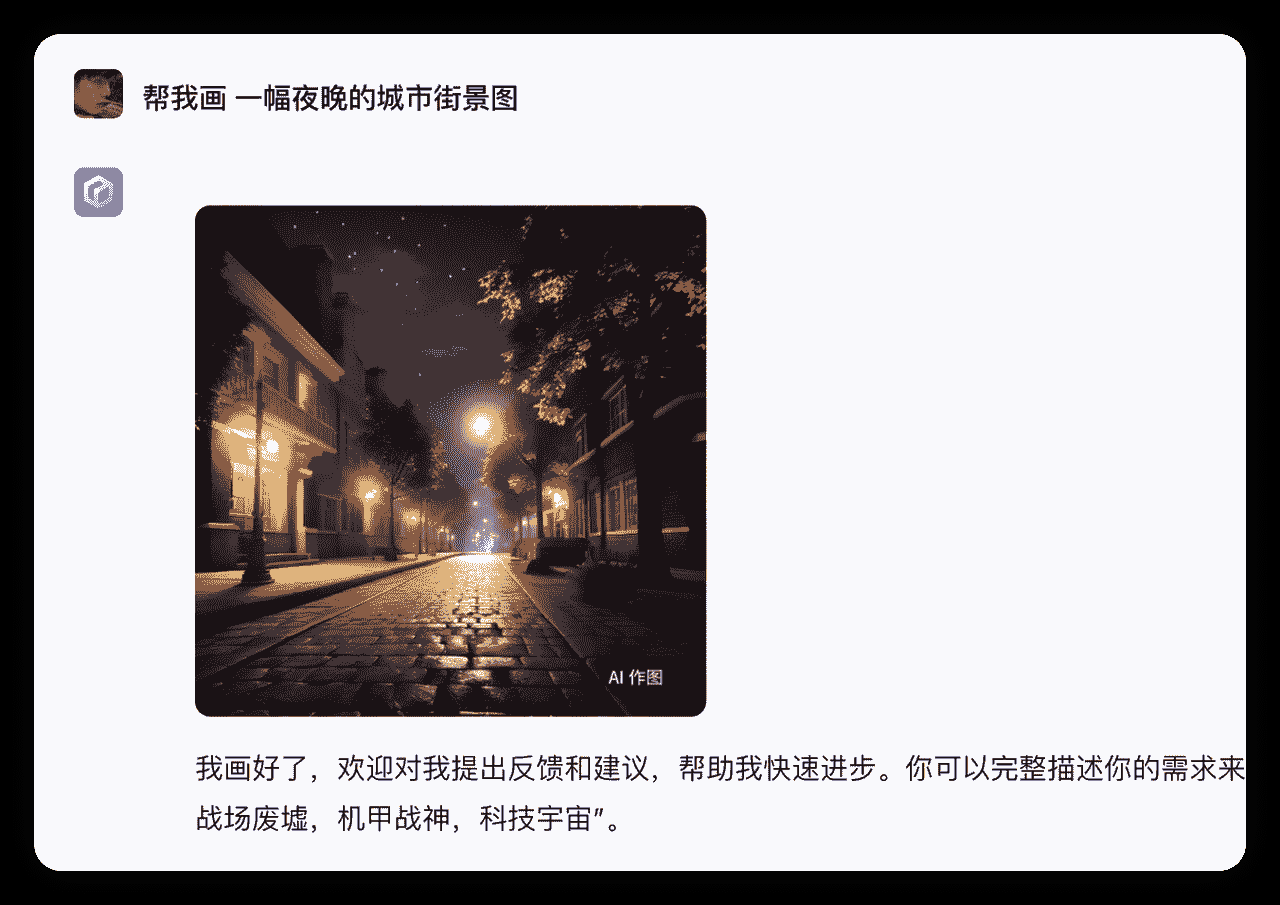 帮我画 一幅夜晚的城市街景图
AI 作图
我画好了，欢迎对我提出反馈和建议，帮助我快速进步。你可以完整描述你的需求来
战场废墟，机甲战神，科技宇宙”。